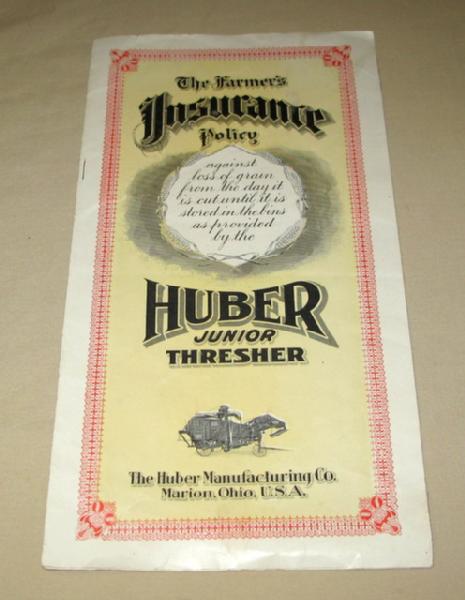 The Farmer's
Insurance
Policy
against
loss of grain
from the day it
is cut until it is
stored in the bins
as provided
by the
HUBER
JUNIOR
THRESHER
The Huber Manufacturing Co.
Marion, Ohio, U.S.A.